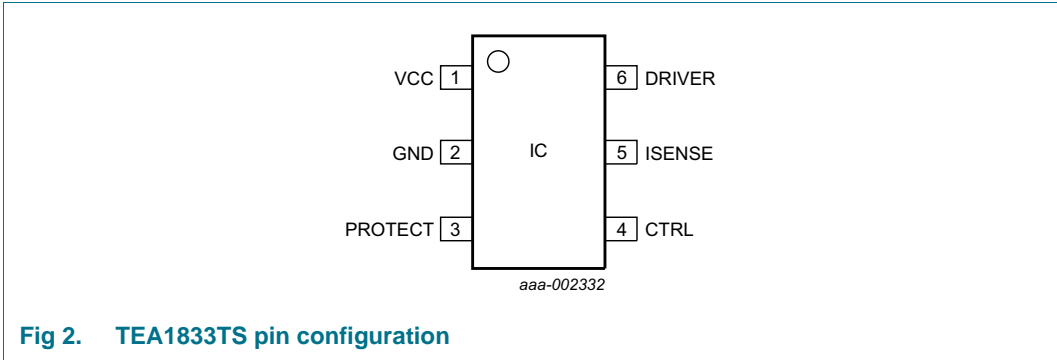 VCC 1 6 DRIVER
GND 2 IC 5 ISENSE
PROTECT 3 4 CTRL
aaa-002332
Fig 2. TEA1833TS pin configuration